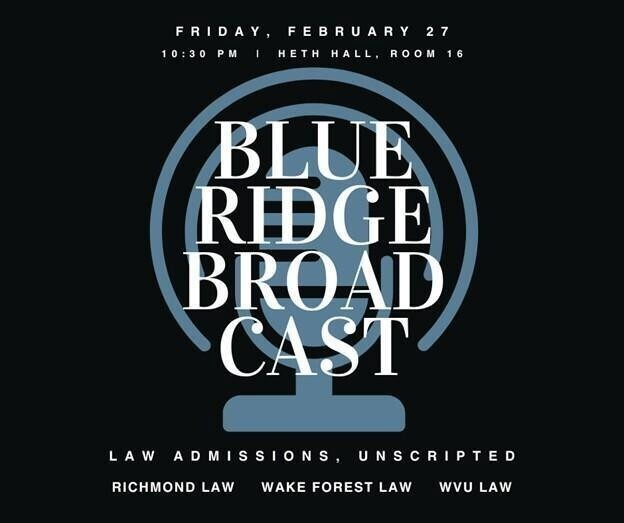 FRIDAY, FEBRUARY 27
10:30 PM | HETH HALL, ROOM 16
BLUE
RIDGE
BROAD
CAST
LAW ADMISSIONS, UNSCRIPTED
RICHMOND LAW WAKE FOREST LAW WVU LAW